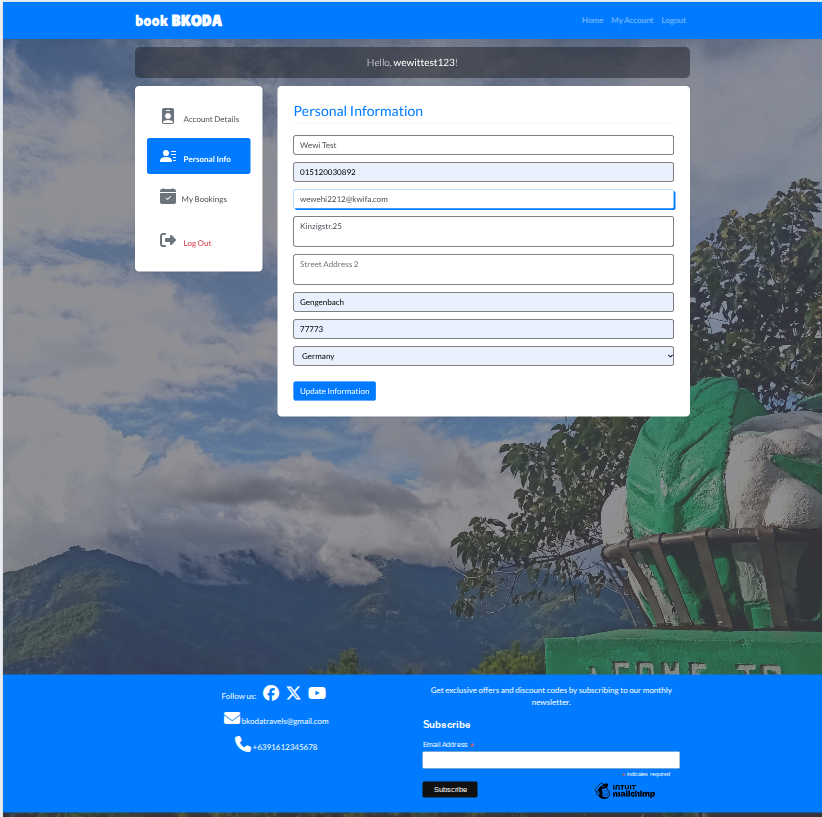 book BKODA
Home My Account Logout
Hello, wewittest123!
Account Details
Personal Info
My Bookings
Log Out
Personal Information
Wewi Test
015120030892
wewehi2212@kwifa.com
Kinzigstr.25
Street Address 2
Gengenbach
77773
Germany
Update Information
Follow us:
bkodatravels@gmail.com
+6391612345678
Get exclusive offers and discount codes by subscribing to our monthly
newsletter.
Subscribe
Email Address *
* indicates required
Subscribe
INTUIT
mailchimp